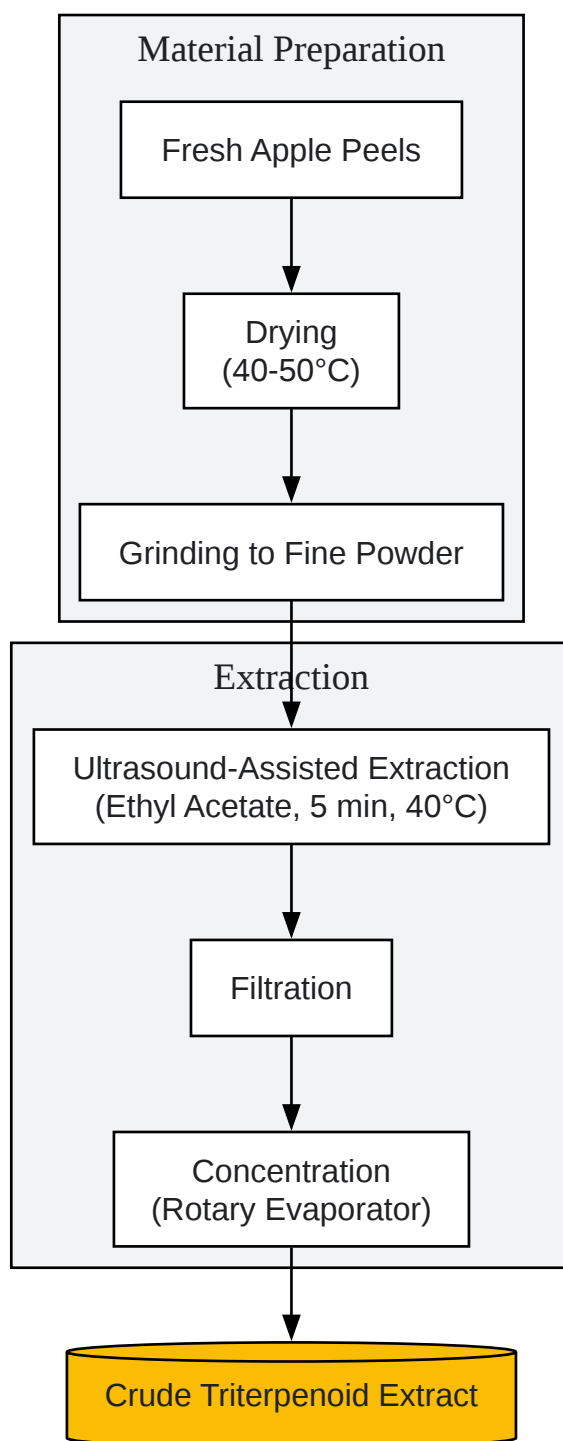 Material Preparation
Fresh Apple Peels
Drying
(40-50°C)
Grinding to Fine Powder
Extraction
Ultrasound-Assisted Extraction
(Ethyl Acetate, 5 min, 40°C)
Filtration
Concentration
(Rotary Evaporator)
Crude Triterpenoid Extract